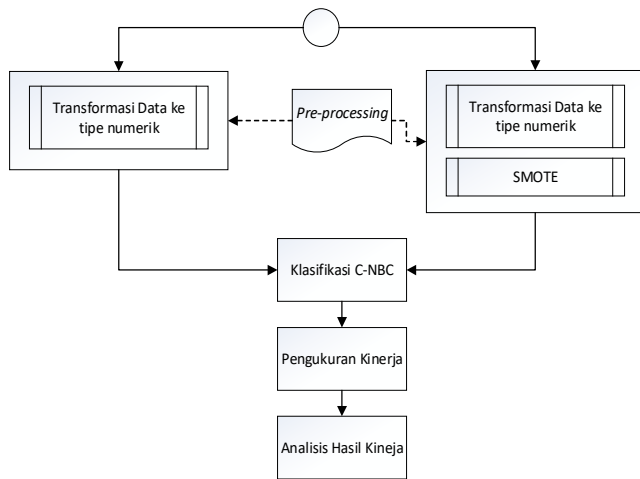 Transformasi Data ke
tipe numerik
Pre-processing
Transformasi Data ke
tipe numerik
SMOTE
Klasifikasi C-NBC
Pengukuran Kinerja
Analisis Hasil Kineja